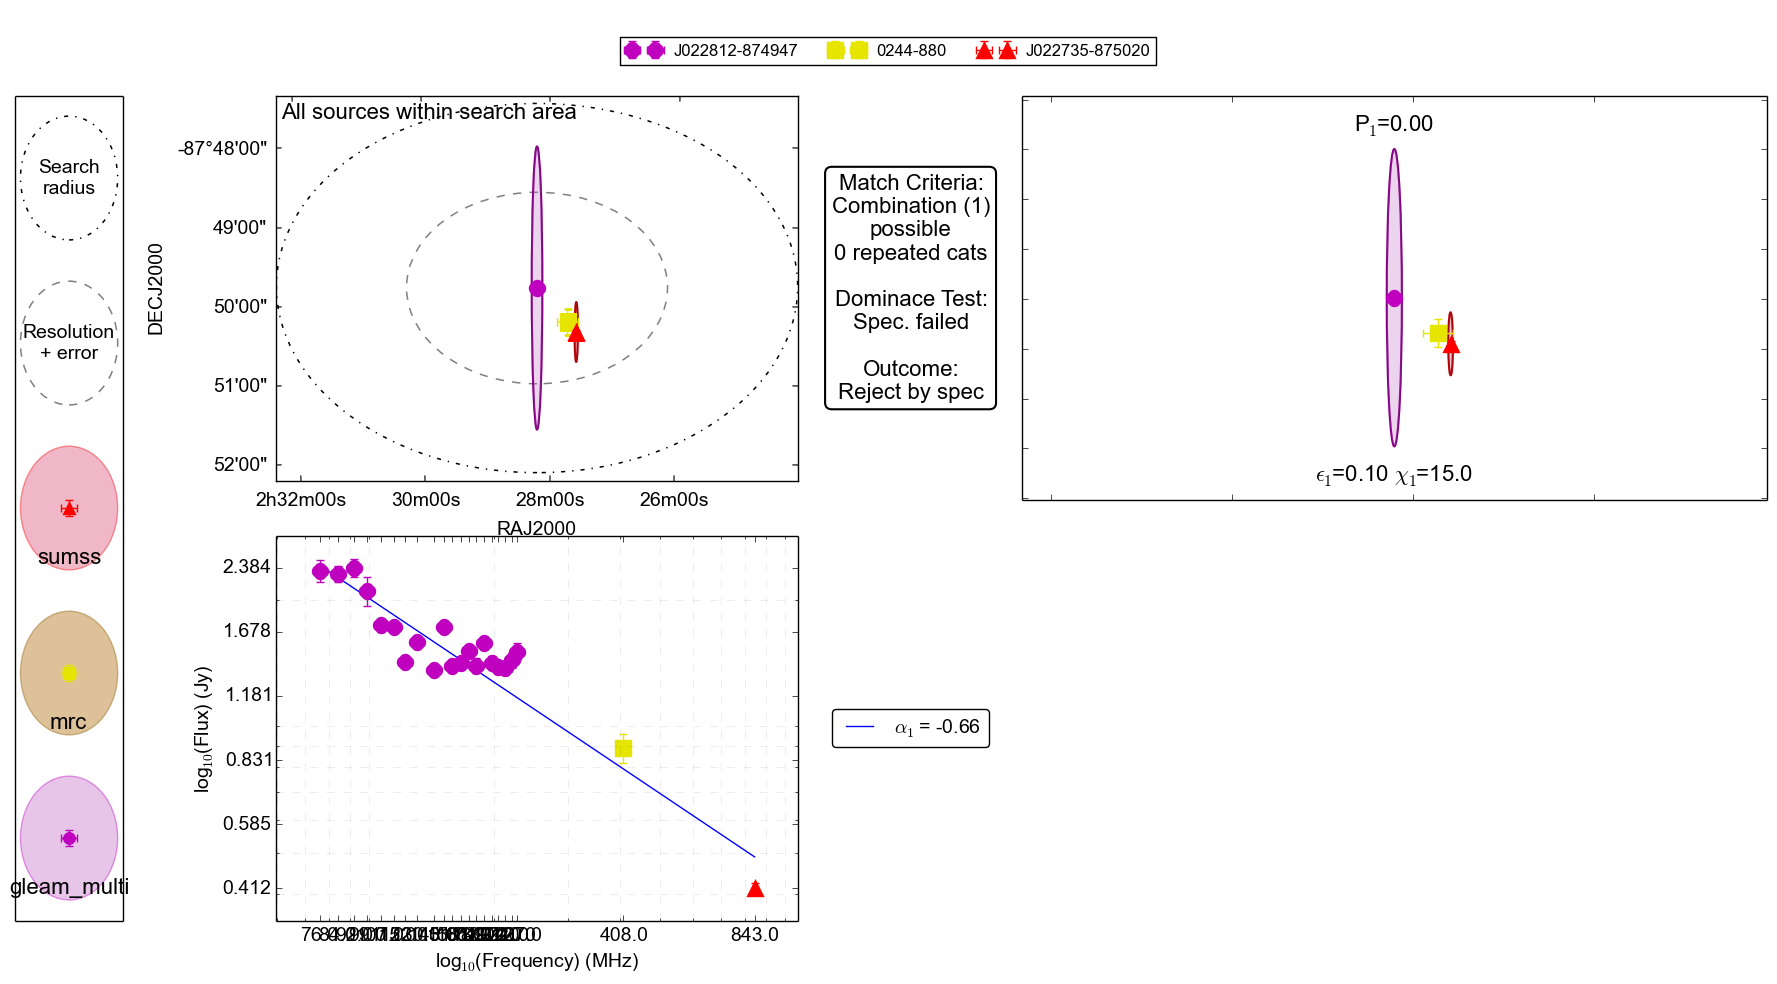 J022812-874947
0244-880
J022735-875020
Search
radius
Resolution
+ error
sumss
mrc
gleam_multi
All sources within search area
DECJ2000
-87°48'00"
49'00"
50'00"
51'00"
52'00"
2h32m00s
30m00s
28m00s
26m00s
RAJ2000
Match Criteria:
Combination (1)
possible
0 repeated cats
Dominace Test:
Spec. failed
Outcome:
Reject by spec
P1=0.00
ϵ1=0.10 χ1=15.0
log10(Flux) (Jy)
2.384
1.678
1.181
0.831
0.585
0.412
408.0
843.0
log10(Frequency) (MHz)
α1 = -0.66